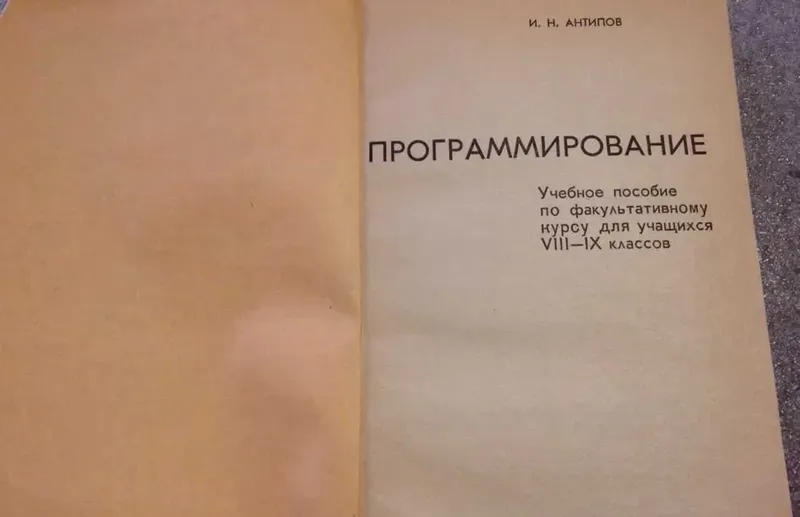 И. Н. АНТИПОВ
ПРОГРАММИРОВАНИЕ
Учебное пособие
по факультативному
курсу для учащихся
VIII—IX классов